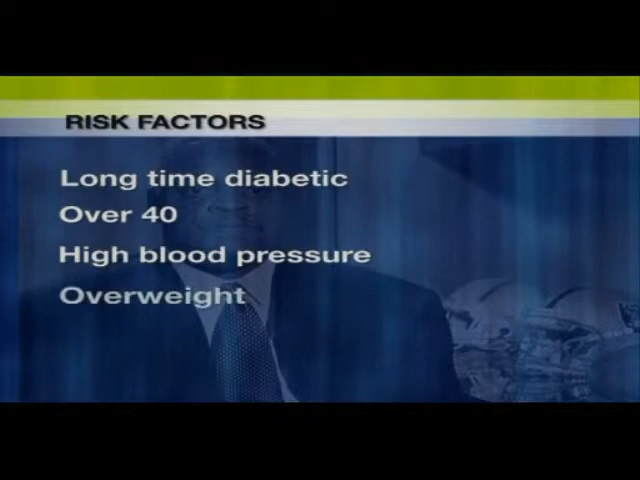 RISK FACTORS
Long time diabetic
Over 40
High blood pressure
Overweight